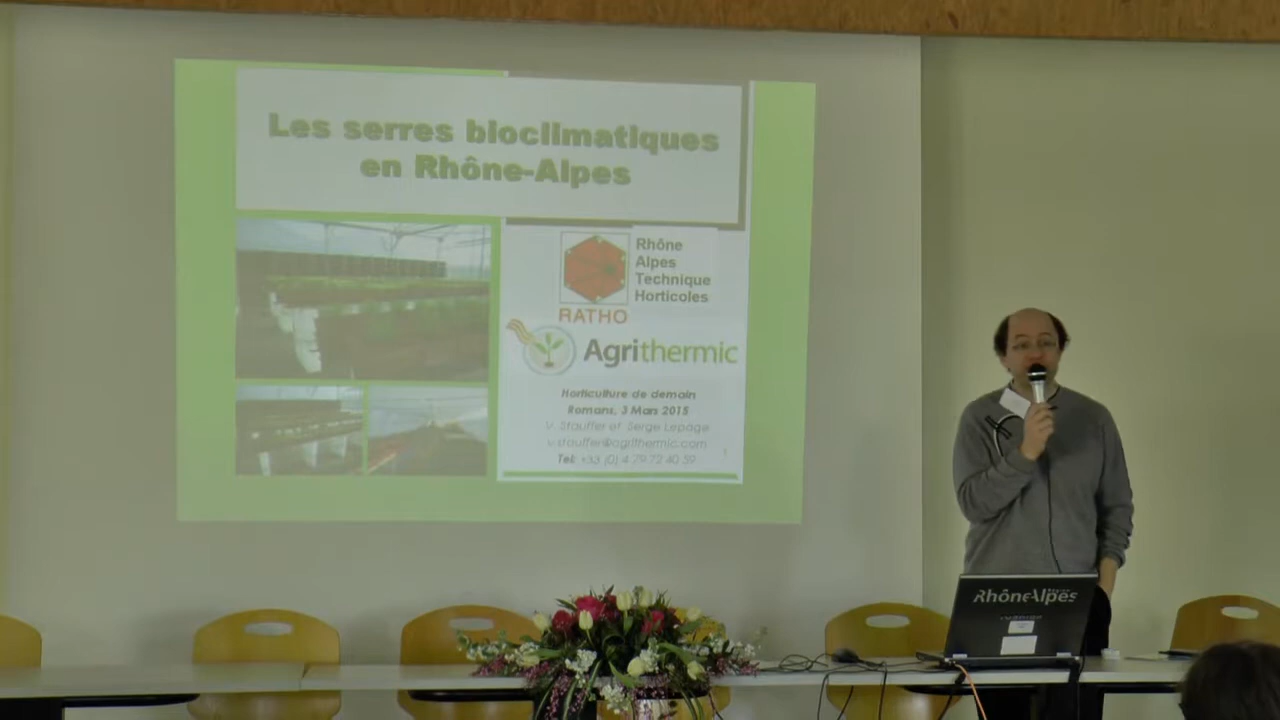 Les serres bioclimatiques
en Rhône-Alpes
Rhône
Alpes
Technique
Horticoles
RATHO
Agrithermic
Horticulture de demain
Romans, 3 Mars 2015
V. Stauffer et Serge Lepage
v.stauffer@agrithermic.com
Tel: +33 (0) 4 79 72 40 59
RhôneAlpes